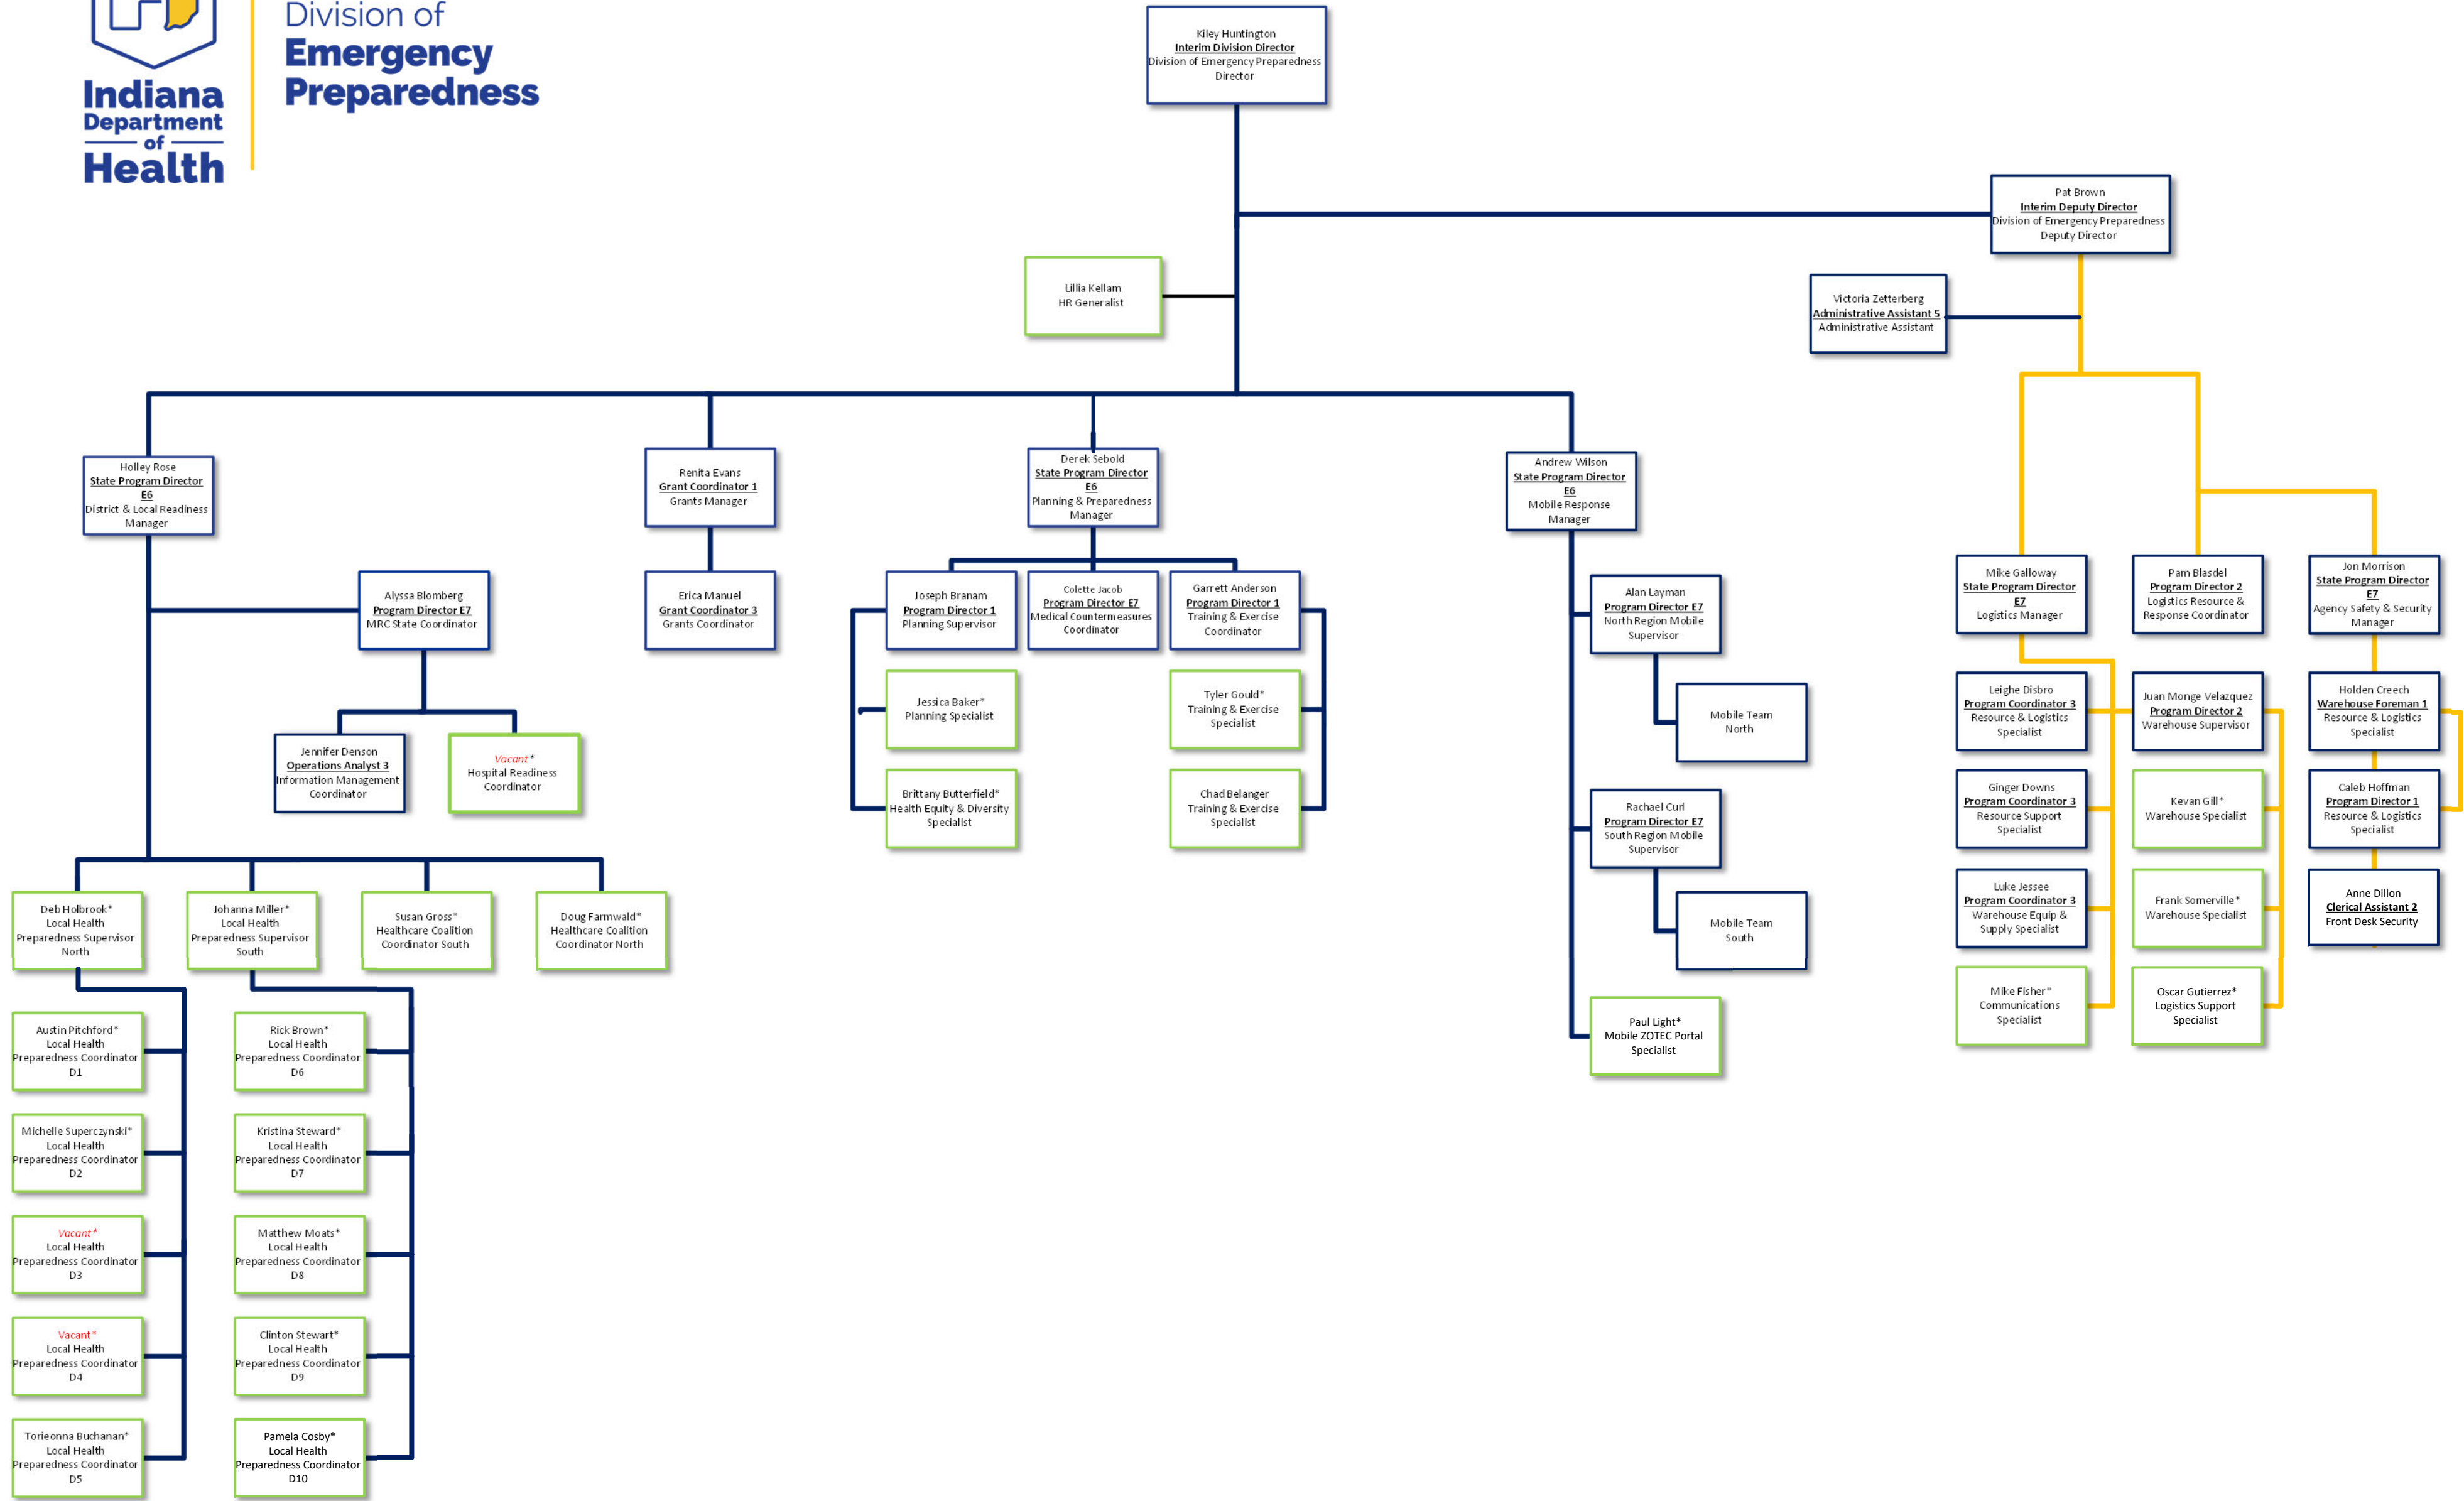 Indiana
Department
of
Health
Division of
Emergency
Preparedness
Kiley Huntington
Interim Division Director
Division of Emergency Preparedness
Director
Pat Brown
Interim Deputy Director
Division of Emergency Preparedness
Deputy Director
Lillia Kellam
HR Generalist
Victoria Zetterberg
Administrative Assistant 5
Administrative Assistant
Holley Rose
State Program Director
E6
District & Local Readiness
Manager
Renita Evans
Grant Coordinator 1
Grants Manager
Derek Sebold
State Program Director
E6
Planning & Preparedness
Manager
Andrew Wilson
State Program Director
E6
Mobile Response
Manager
Alyssa Blomberg
Program Director E7
MRC State Coordinator
Erica Manuel
Grant Coordinator 3
Grants Coordinator
Joseph Branam
Program Director 1
Planning Supervisor
Colette Jacob
Program Director E7
Medical Countermeasures
Coordinator
Garrett Anderson
Program Director 1
Training & Exercise
Coordinator
Alan Layman
Program Director E7
North Region Mobile
Supervisor
Mike Galloway
State Program Director
E7
Logistics Manager
Pam Blasdel
Program Director 2
Logistics Resource &
Response Coordinator
Jon Morrison
State Program Director
E7
Agency Safety & Security
Manager
Jessica Baker*
Planning Specialist
Tyler Gould*
Training & Exercise
Specialist
Mobile Team
North
Leighe Disbro
Program Coordinator 3
Resource & Logistics
Specialist
Juan Monge Velazquez
Program Director 2
Warehouse Supervisor
Holden Creech
Warehouse Foreman 1
Resource & Logistics
Specialist
Jennifer Denson
Operations Analyst 3
Information Management
Coordinator
Vacant*
Hospital Readiness
Coordinator
Brittany Butterfield*
Health Equity & Diversity
Specialist
Chad Belanger
Training & Exercise
Specialist
Rachael Curl
Program Director E7
South Region Mobile
Supervisor
Ginger Downs
Program Coordinator 3
Resource Support
Specialist
Kevan Gill*
Warehouse Specialist
Caleb Hoffman
Program Director 1
Resource & Logistics
Specialist
Deb Holbrook*
Local Health
Preparedness Supervisor
North
Johanna Miller*
Local Health
Preparedness Supervisor
South
Susan Gross*
Healthcare Coalition
Coordinator South
Doug Farmwald*
Healthcare Coalition
Coordinator North
Mobile Team
South
Luke Jessee
Program Coordinator 3
Warehouse Equip &
Supply Specialist
Frank Somerville*
Warehouse Specialist
Anne Dillon
Clerical Assistant 2
Front Desk Security
Paul Light*
Mobile ZOTEC Portal
Specialist
Mike Fisher*
Communications
Specialist
Oscar Gutierrez*
Logistics Support
Specialist
Austin Pitchford*
Local Health
Preparedness Coordinator
D1
Rick Brown*
Local Health
Preparedness Coordinator
D6
Michelle Superczynski*
Local Health
Preparedness Coordinator
D2
Kristina Steward*
Local Health
Preparedness Coordinator
D7
Vacant*
Local Health
Preparedness Coordinator
D3
Matthew Moats*
Local Health
Preparedness Coordinator
D8
Vacant*
Local Health
Preparedness Coordinator
D4
Clinton Stewart*
Local Health
Preparedness Coordinator
D9
Torieonna Buchanan*
Local Health
Preparedness Coordinator
D5
Pamela Cosby*
Local Health
Preparedness Coordinator
D10